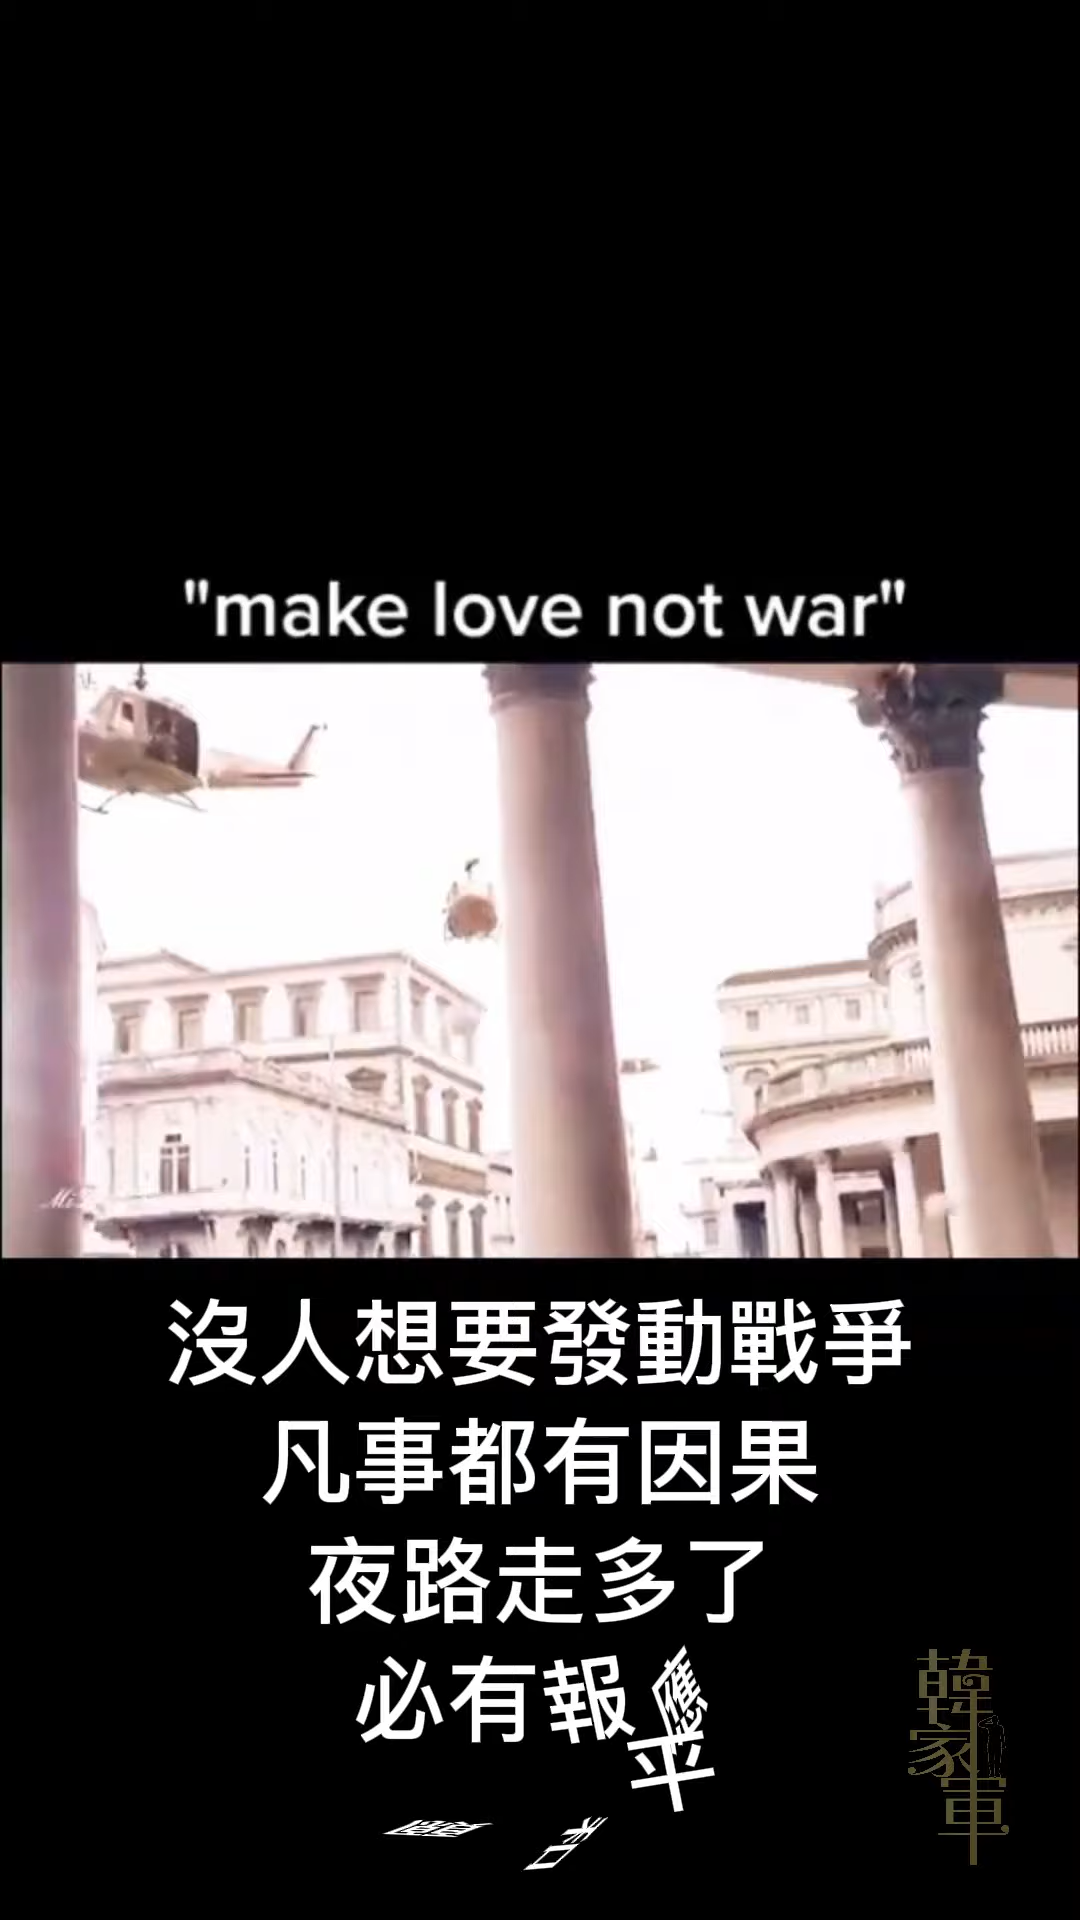 "make love not war"
沒人想要發動戰爭
凡事都有因果
夜路走多了
必有報應
平
韓家軍